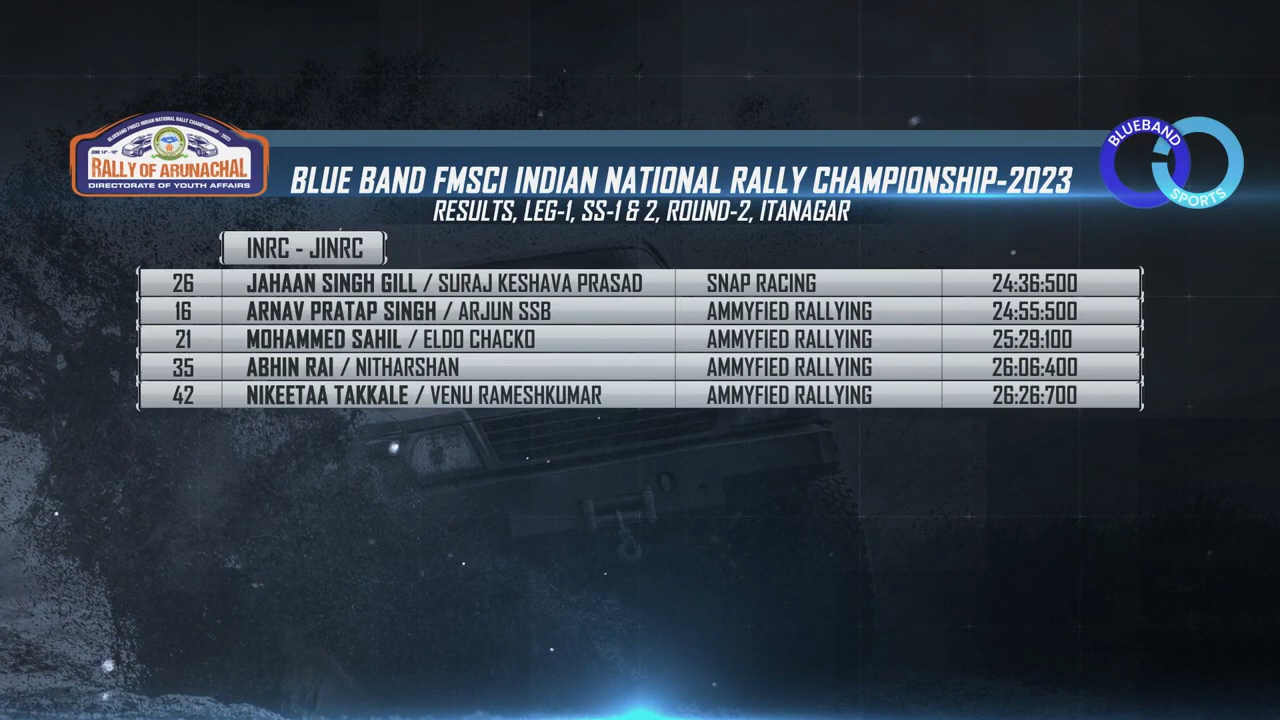 BLUEBAND FMSCI INDIAN NATIONAL RALLY CHAMPIONSHIP - 2023
JUNE 14TH - 18TH
RALLY OF ARUNACHAL
DIRECTORATE OF YOUTH AFFAIRS
BLUEBAND
SPORTS
BLUE BAND FMSCI INDIAN NATIONAL RALLY CHAMPIONSHIP-2023
RESULTS, LEG-1, SS-1 & 2, ROUND-2, ITANAGAR
INRC - JINRC
26 JAHAAN SINGH GILL / SURAJ KESHAVA PRASAD SNAP RACING 24:36:500
16 ARNAV PRATAP SINGH / ARJUN SSB AMMYFIED RALLYING 24:55:500
21 MOHAMMED SAHIL / ELDO CHACKO AMMYFIED RALLYING 25:29:100
35 ABHIN RAI / NITHARSHAN AMMYFIED RALLYING 26:06:400
42 NIKEETAA TAKKALE / VENU RAMESHKUMAR AMMYFIED RALLYING 26:26:700